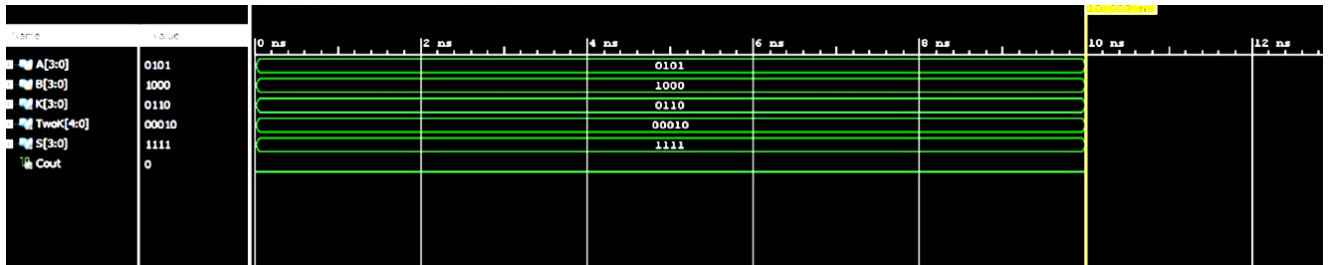 Name Value
0 ns 2 ns 4 ns 6 ns 8 ns 10 ns 12 ns
A[3:0] 0101 0101
B[3:0] 1000 1000
K[3:0] 0110 0110
TwoK[4:0] 00010 00010
S[3:0] 1111 1111
Cout 0